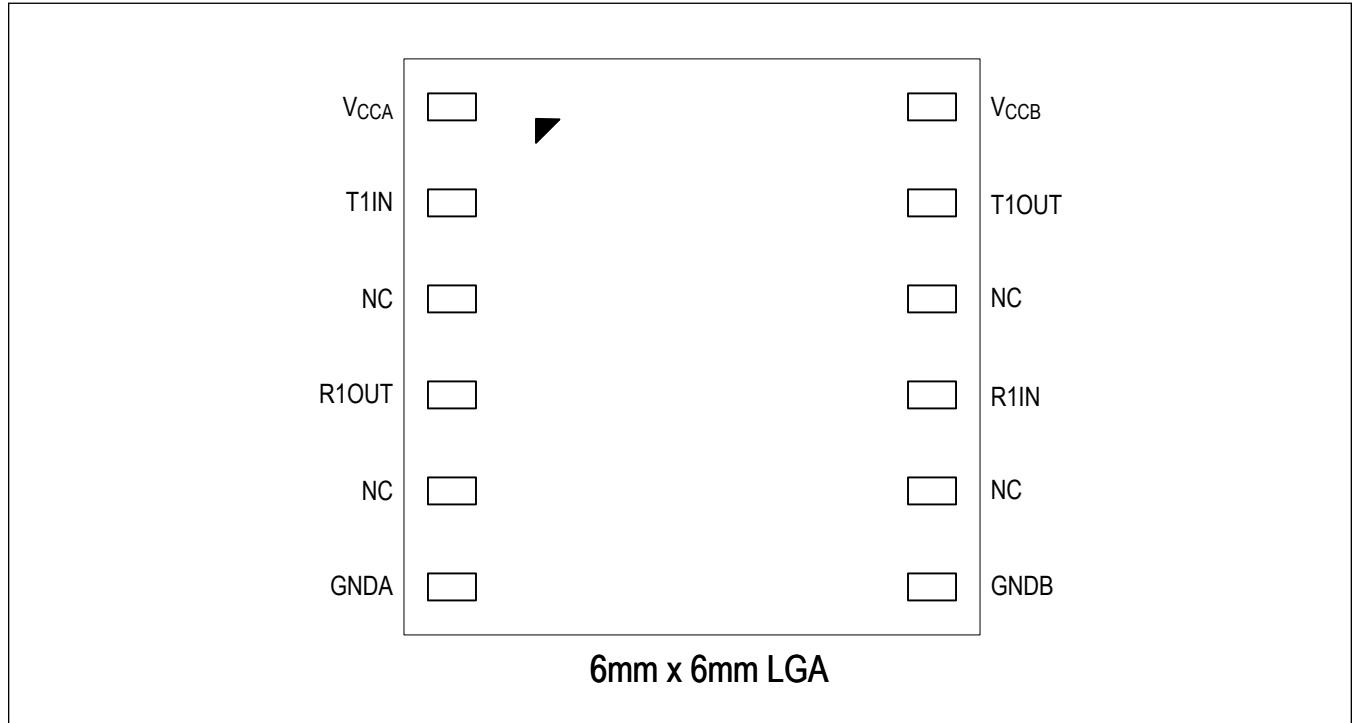 VCCA
VCCB
T1IN
T1OUT
NC
NC
R1OUT
R1IN
NC
NC
GNDA
GNDB
6mm x 6mm LGA